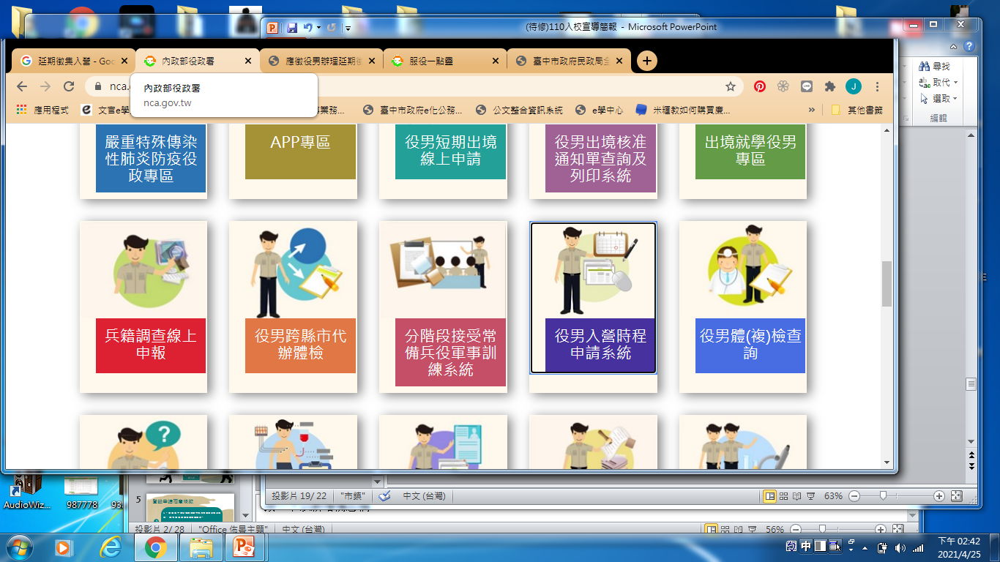 (待修)110入校宣導簡報 - Microsoft PowerPoint
延期徵集入營 - Goo
內政部役政署
應徵役男辦理延期徵
服役一點靈
臺中市政府民政局全
nca.
內政部役政署
nca.gov.tw
應用程式
文官e學
業務...
臺中市政府e化公務...
公文整合資訊系統
e學中心
米糧教如何購買廉...
»
其他書籤
尋找
取代
選取
編輯
嚴重特殊傳染
性肺炎防疫役
政專區
APP專區
役男短期出境
線上申請
役男出境核准
通知單查詢及
列印系統
出境就學役男
專區
兵籍調查線上
申報
役男跨縣市代
辦體檢
分階段接受常
備兵役軍事訓
練系統
役男入營時程
申請系統
役男體(複)檢查
詢
AudioWiz...
987778
5
投影片 19/ 22
"市鎮"
中文 (台灣)
63%
投影片 2/ 28
"Office 佈景主題"
中文 (台灣)
56%
中
下午 02:42
2021/4/25